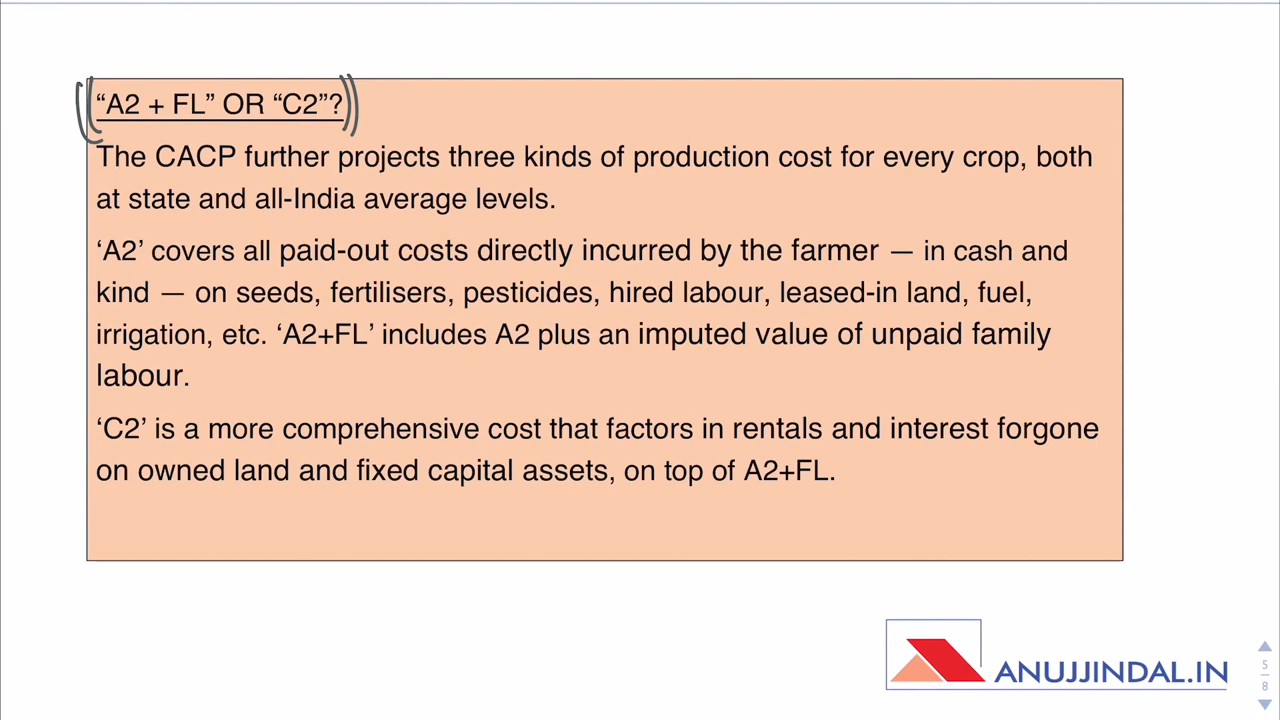 “A2 + FL” OR “C2”?
The CACP further projects three kinds of production cost for every crop, both
at state and all-India average levels.
‘A2’ covers all paid-out costs directly incurred by the farmer — in cash and
kind — on seeds, fertilisers, pesticides, hired labour, leased-in land, fuel,
irrigation, etc. ‘A2+FL’ includes A2 plus an imputed value of unpaid family
labour.
‘C2’ is a more comprehensive cost that factors in rentals and interest forgone
on owned land and fixed capital assets, on top of A2+FL.
ANUJJINDAL.IN
5
8